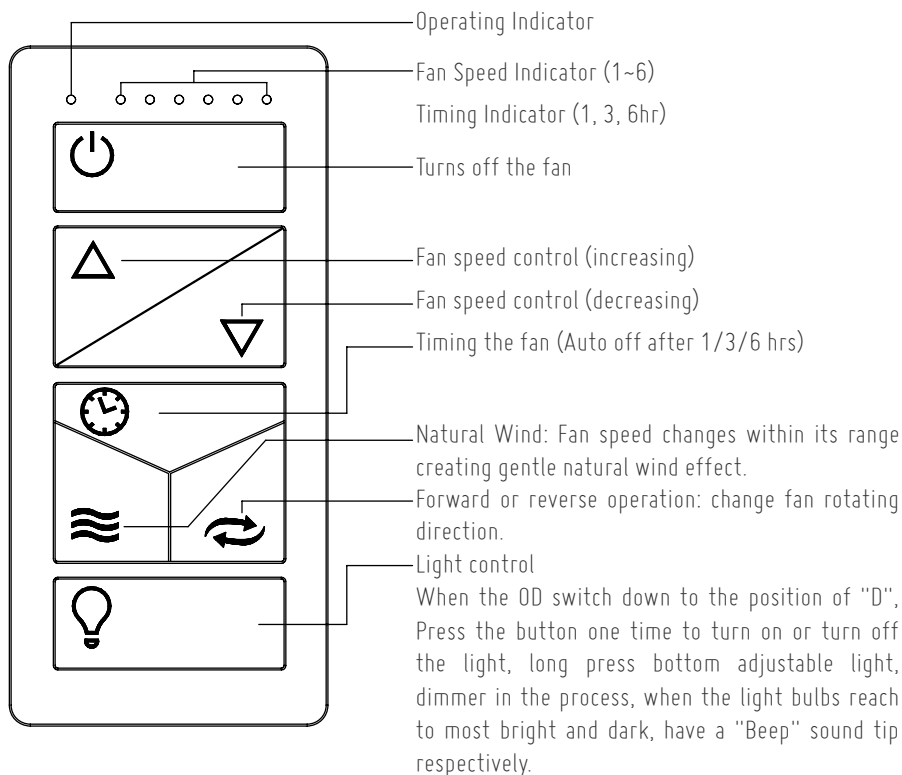 Operating Indicator
Fan Speed Indicator (1~6)
Timing Indicator (1, 3, 6hr)
Turns off the fan
Fan speed control (increasing)
Fan speed control (decreasing)
Timing the fan (Auto off after 1/3/6 hrs)
Natural Wind: Fan speed changes within its range
creating gentle natural wind effect.
Forward or reverse operation: change fan rotating
direction.
Light control
When the OD switch down to the position of "D",
Press the button one time to turn on or turn off
the light, long press bottom adjustable light,
dimmer in the process, when the light bulbs reach
to most bright and dark, have a "Beep" sound tip
respectively.